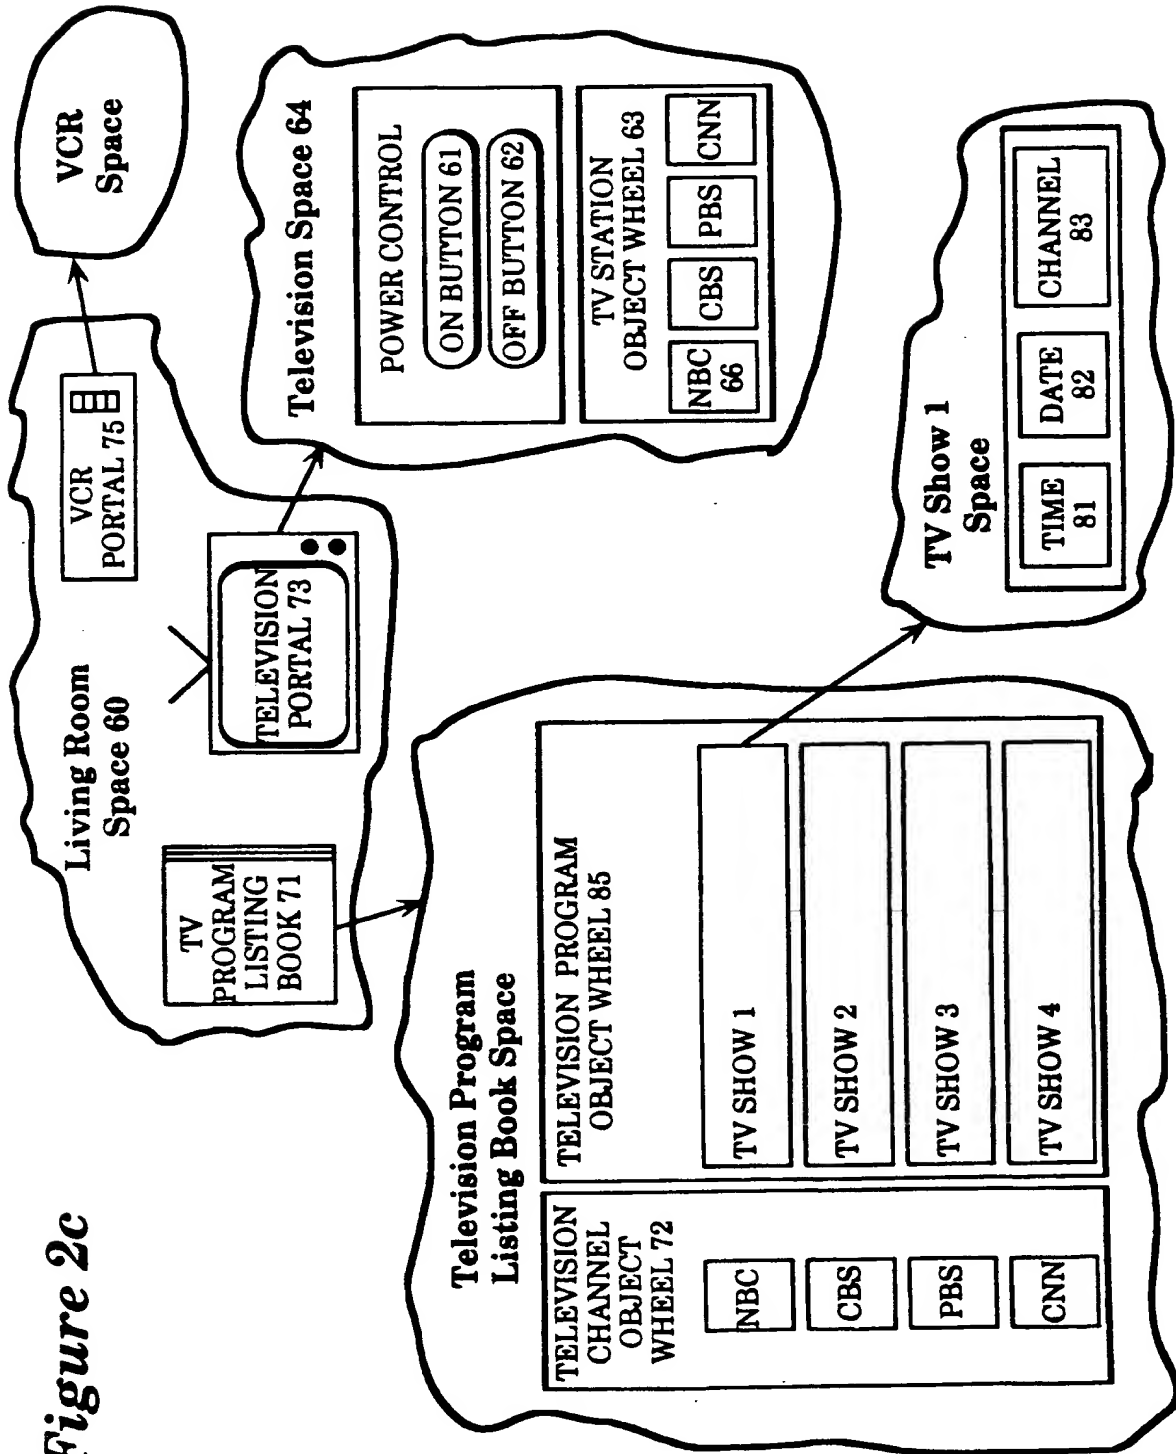 Figure 2c
Living Room
Space 60
TV
PROGRAM
LISTING
BOOK 71
TELEVISION
PORTAL 73
VCR
PORTAL 75
VCR
Space
Television Space 64
POWER CONTROL
ON BUTTON 61
OFF BUTTON 62
TV STATION
OBJECT WHEEL 63
NBC
66
CBS
PBS
CNN
Television Program
Listing Book Space
TELEVISION
CHANNEL
OBJECT
WHEEL 72
NBC
CBS
PBS
CNN
TELEVISION PROGRAM
OBJECT WHEEL 85
TV SHOW 1
TV SHOW 2
TV SHOW 3
TV SHOW 4
TV Show 1
Space
TIME
81
DATE
82
CHANNEL
83